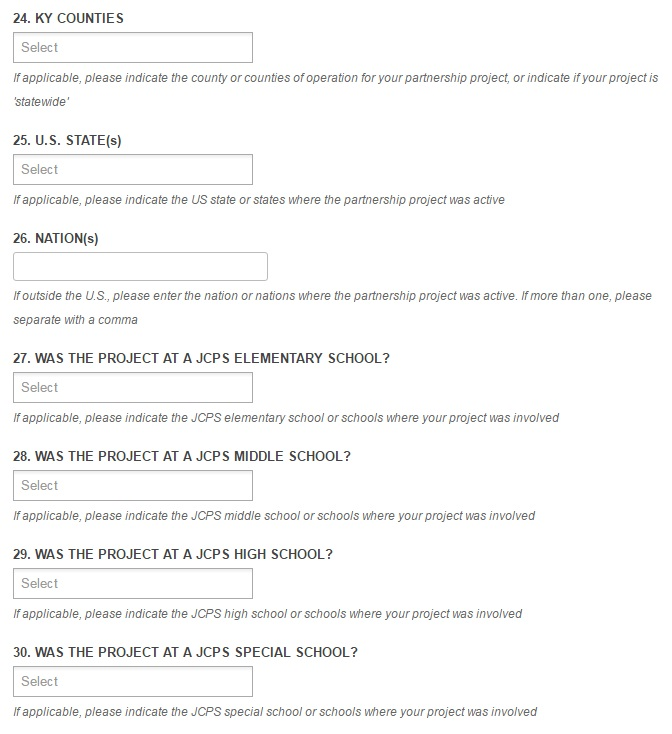 24. KY COUNTIES
Select
If applicable, please indicate the county or counties of operation for your partnership project, or indicate if your project is
'statewide'
25. U.S. STATE(s)
Select
If applicable, please indicate the US state or states where the partnership project was active
26. NATION(s)
If outside the U.S., please enter the nation or nations where the partnership project was active. If more than one, please
separate with a comma
27. WAS THE PROJECT AT A JCPS ELEMENTARY SCHOOL?
Select
If applicable, please indicate the JCPS elementary school or schools where your project was involved
28. WAS THE PROJECT AT A JCPS MIDDLE SCHOOL?
Select
If applicable, please indicate the JCPS middle school or schools where your project was involved
29. WAS THE PROJECT AT A JCPS HIGH SCHOOL?
Select
If applicable, please indicate the JCPS high school or schools where your project was involved
30. WAS THE PROJECT AT A JCPS SPECIAL SCHOOL?
Select
If applicable, please indicate the JCPS special school or schools where your project was involved